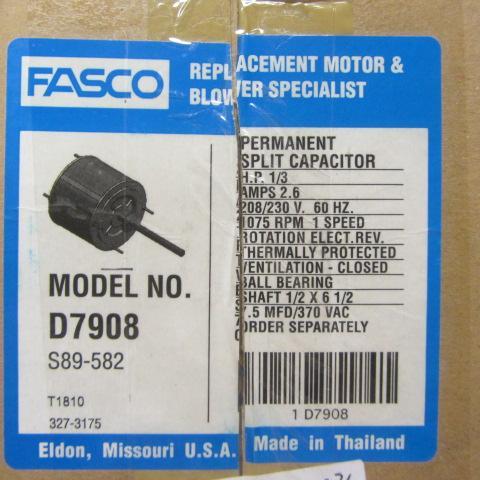 FASCO
REPLACEMENT MOTOR &
BLOWER SPECIALIST
PERMANENT
SPLIT CAPACITOR
H.P. 1/3
AMPS 2.6
208/230 V. 60 HZ.
1075 RPM 1 SPEED
ROTATION ELECT.REV.
THERMALLY PROTECTED
VENTILATION - CLOSED
BALL BEARING
SHAFT 1/2 X 6 1/2
7.5 MFD/370 VAC
ORDER SEPARATELY
MODEL NO.
D7908
S89-582
T1810
327-3175
1 D7908
Eldon, Missouri U.S.A. Made in Thailand